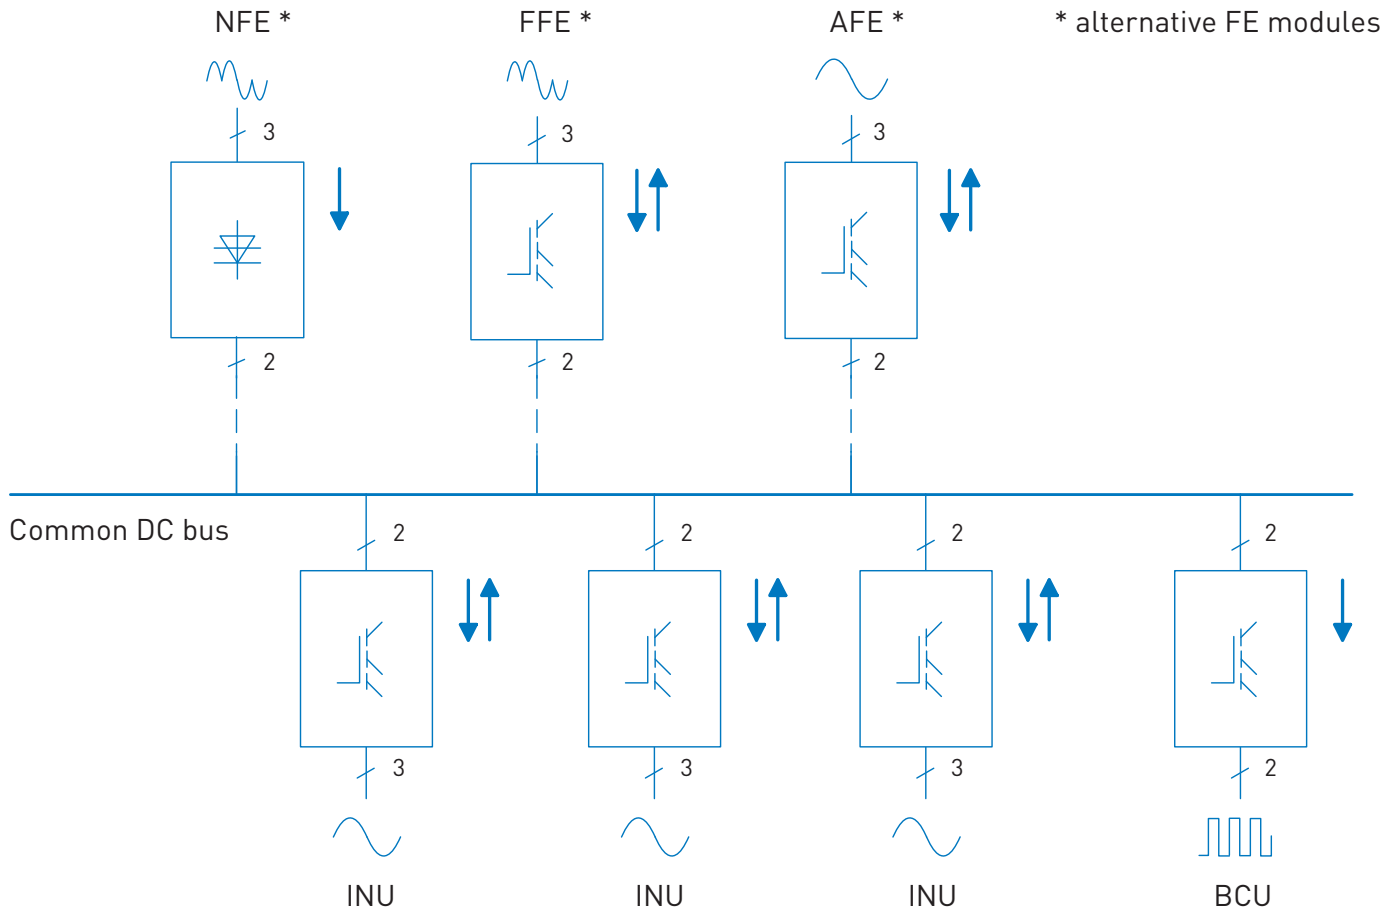 NFE * FFE * AFE * * alternative FE modules
3 3 3
2 2 2
Common DC bus
2 2 2 2
3 3 3 2
INU INU INU BCU